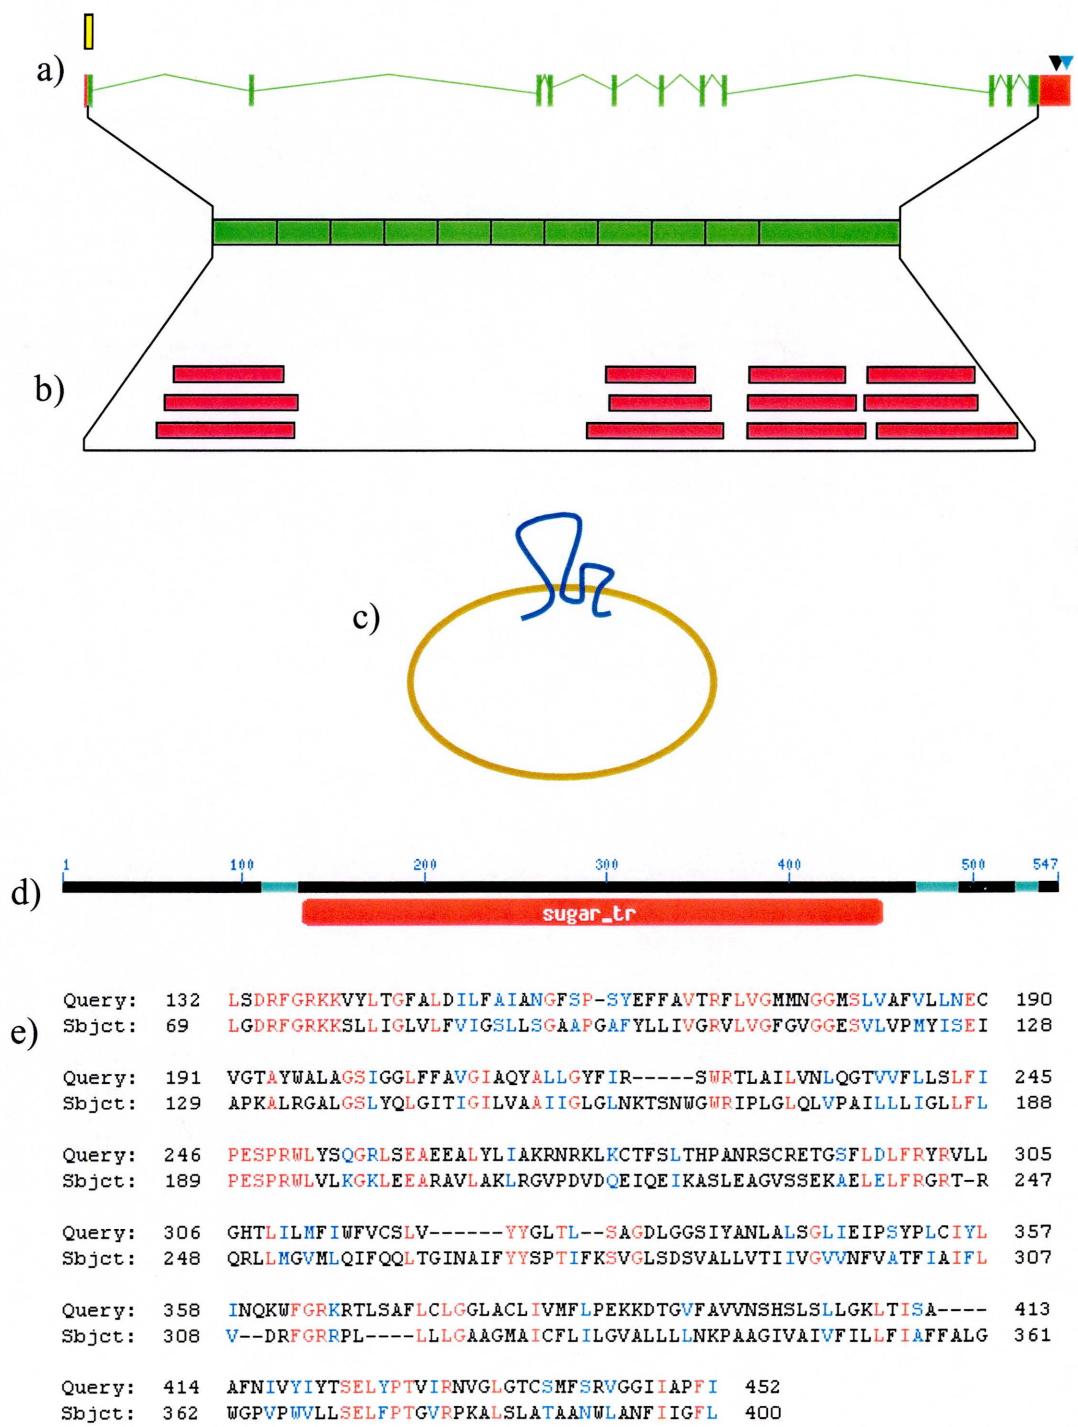 a)
b)
c)
d)
1 100 200 300 400 500 547
sugar_tr
e)
Query: 132 LSDRFGRKKVYLTGFALDILFAIANGFSP-SYEFFAVTRFLVGMMNGGMSLVAFVLLNEC 190
Sbjct: 69 LGDRFGRKKSLLIGLVLFVIGSLLSGAAPGAFYLLIVGRVLVGFGVGGESVLVPMYISEI 128
Query: 191 VGTAYWALAGSIGGLFFAVGIAQYALLGYFIR-----SWRTLAILVNLQGTVVFLLSLFI 245
Sbjct: 129 APKALRGALGSLYQLGITIGILVAAIIGLGLNKTSNWGWRIPLGLQLVPAILLLIGLLFL 188
Query: 246 PESPRWLYSQGRLSEAEEALYLIAKRNRKLKCTFSLTHPANRSCRETGSFLDLFRYRVLL 305
Sbjct: 189 PESPRWLVLKGKLEEARAVLAKLRGVPDVDQEIQEIKASLEAGVSSEKAELELFRGRT-R 247
Query: 306 GHTLILMFIWFVCSLV------YYGLTL--SAGDLGGSIYANLALSGLIEIPSYPLCIYL 357
Sbjct: 248 QRLLMGVMLQIFQQLTGINAIFYYSPTIFKSVGLSDSVALLVTIIVGVVNFVATFIAIFL 307
Query: 358 INQKWFGRKRTLSAFLCLGGLACLIVMFLPEKKDTGVFAVVNSHSLSLLGKLTISA---- 413
Sbjct: 308 V--DRFGRRPL----LLLGAAGMAICFLILGVALLLLNKPAAGIVAIVFILLFIAFFALG 361
Query: 414 AFNIVYIYTSELYPTVIRNVGLGTCSMFSRVGGIIAPFI 452
Sbjct: 362 WGPVPWVLLSELFPTGVRPKALSLATAANWLANFIIGFL 400